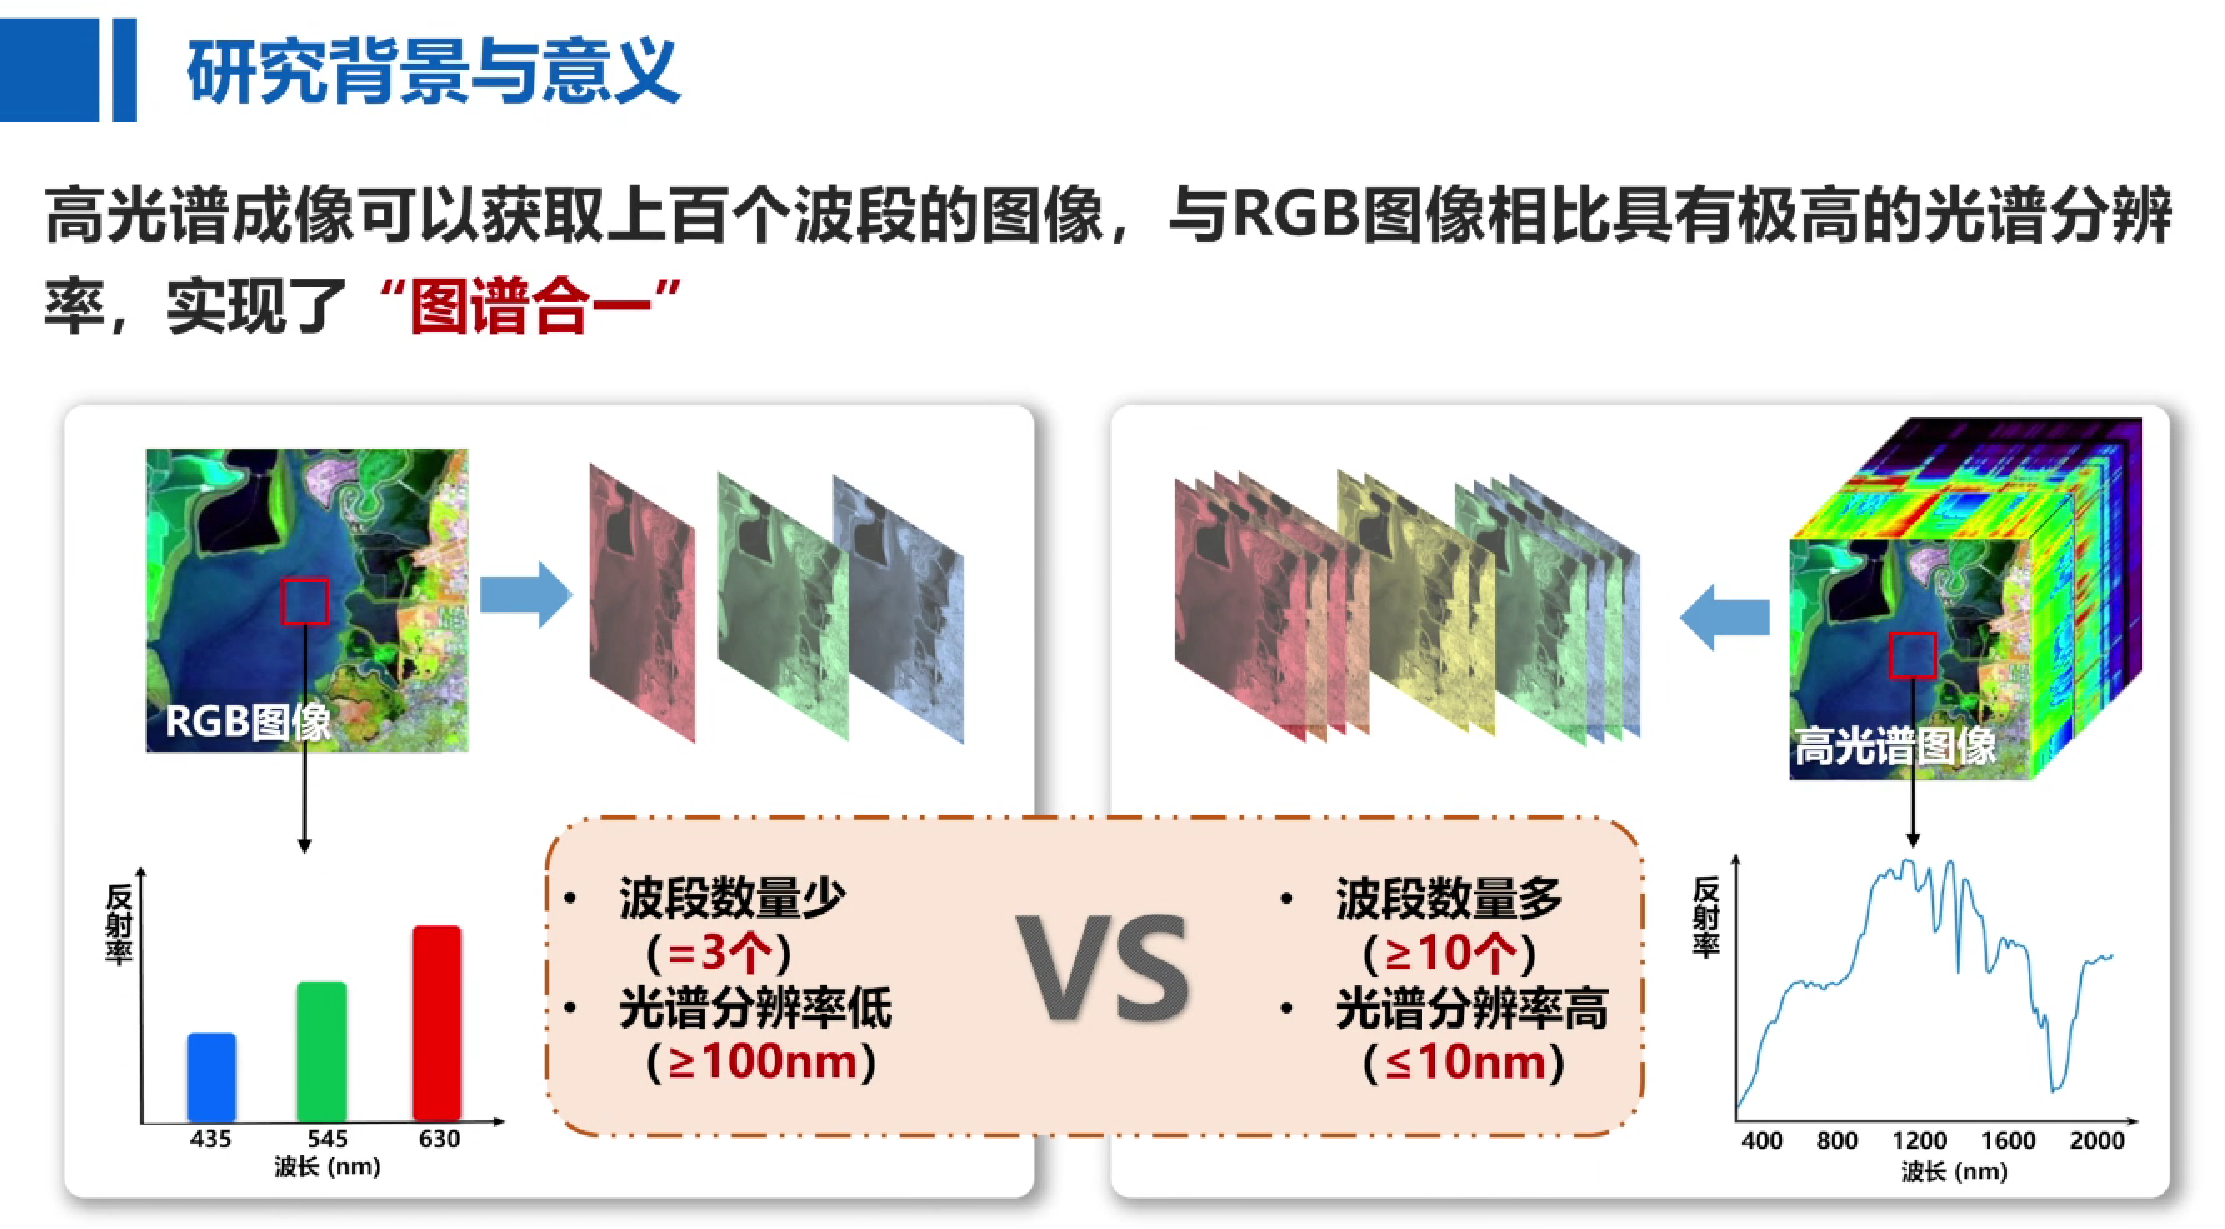 研究背景与意义
高光谱成像可以获取上百个波段的图像，与RGB图像相比具有极高的光谱分辨
率，实现了“图谱合一”
RGB图像
反射率
435 545 630
波长 (nm)
• 波段数量少
（=3个）
• 光谱分辨率低
（≥100nm）
VS
• 波段数量多
（≥10个）
• 光谱分辨率高
（≤10nm）
高光谱图像
反射率
400 800 1200 1600 2000
波长 (nm)